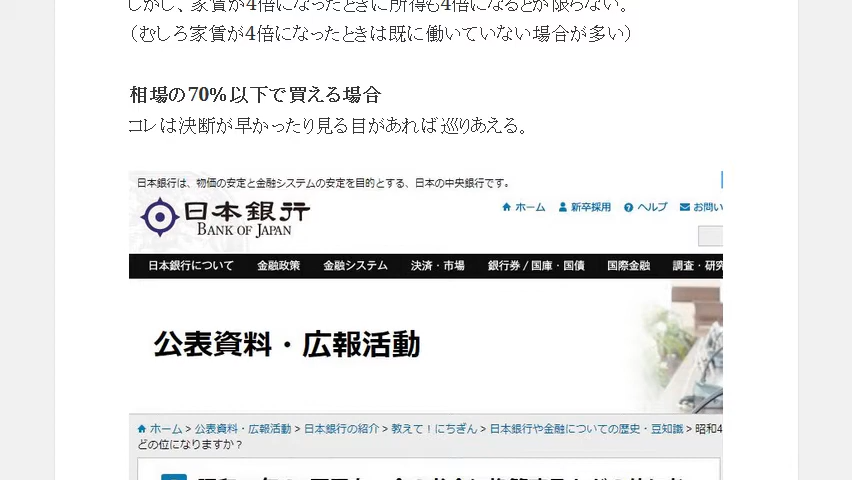 しかし、家賃が4倍になったときに所得も4倍になるとが限らない。
（むしろ家賃が4倍になったときは既に働いていない場合が多い）
相場の70%以下で買える場合
コレは決断が早かったり見る目があれば巡りあえる。
日本銀行は、物価の安定と金融システムの安定を目的とする、日本の中央銀行です。
日本銀行
BANK OF JAPAN
ホーム 新卒採用 ヘルプ お問い
日本銀行について 金融政策 金融システム 決済・市場 銀行券/国庫・国債 国際金融 調査・研究
公表資料・広報活動
ホーム > 公表資料・広報活動 > 日本銀行の紹介 > 教えて！にちぎん > 日本銀行や金融についての歴史・豆知識 > 昭和4
どの位になりますか？